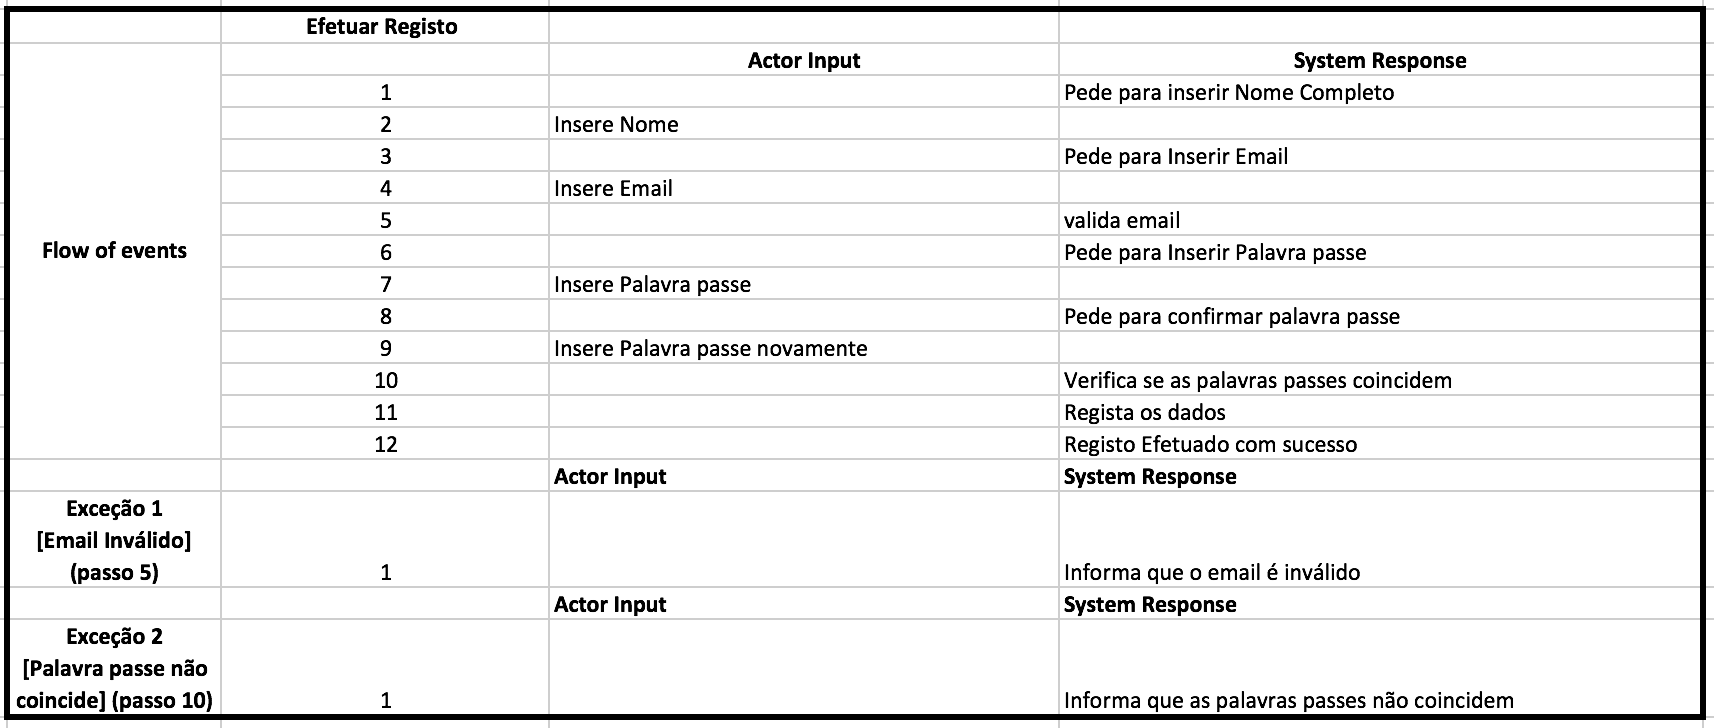 Efetuar Registo
Actor Input System Response
1 Pede para inserir Nome Completo
2 Insere Nome
3 Pede para Inserir Email
4 Insere Email
5 valida email
Flow of events 6 Pede para Inserir Palavra passe
7 Insere Palavra passe
8 Pede para confirmar palavra passe
9 Insere Palavra passe novamente
10 Verifica se as palavras passes coincidem
11 Regista os dados
12 Registo Efetuado com sucesso
Actor Input System Response
Exceção 1
[Email Inválido]
(passo 5) 1 Informa que o email é inválido
Actor Input System Response
Exceção 2
[Palavra passe não
coincide] (passo 10) 1 Informa que as palavras passes não coincidem